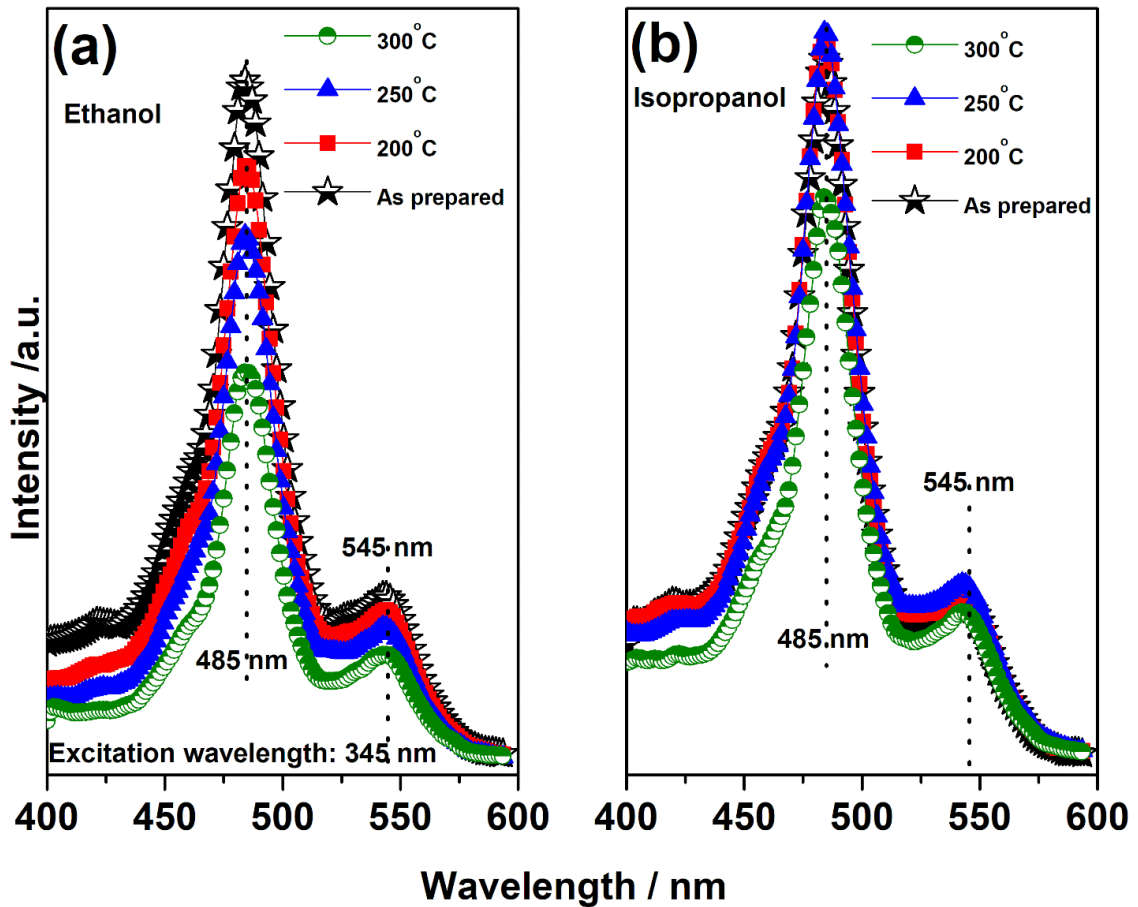 (a)
300°C
250°C
200°C
As prepared
Ethanol
485 nm
545 nm
Excitation wavelength: 345 nm
400 450 500 550 600
(b)
300°C
250°C
200°C
As prepared
Isopropanol
485 nm
545 nm
400 450 500 550 600
Intensity /a.u.
Wavelength / nm